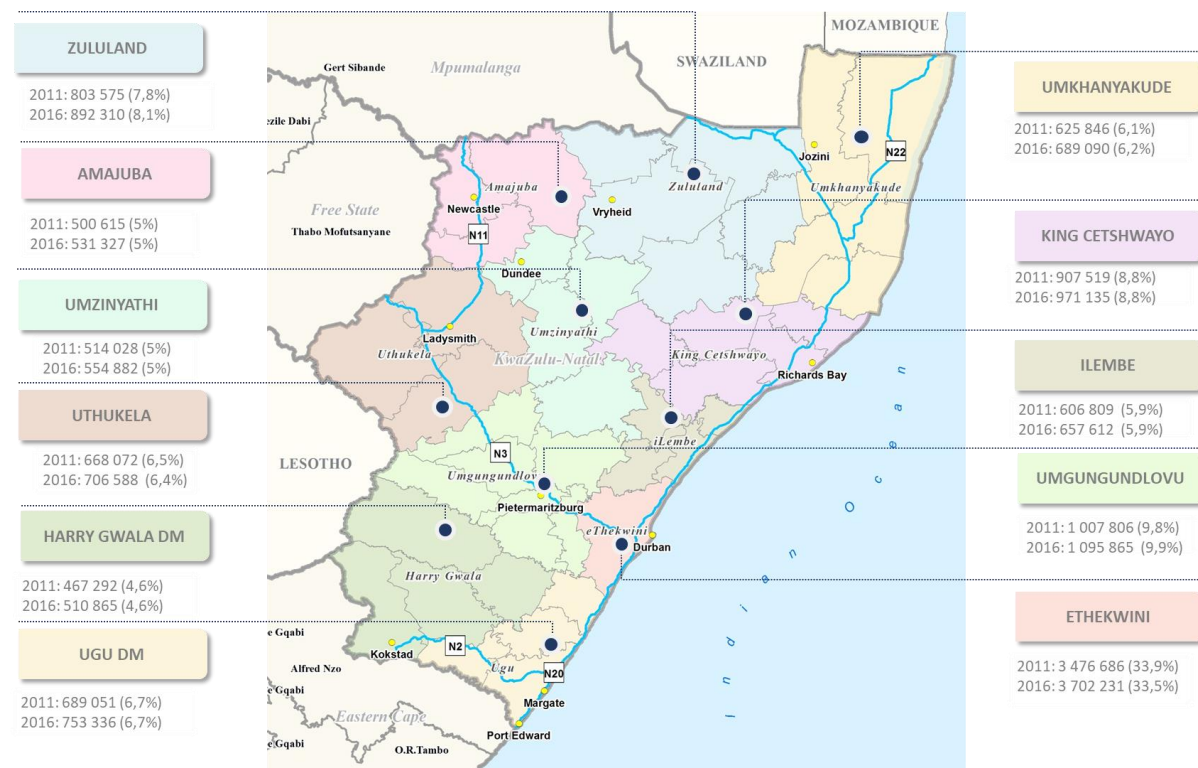 ZULULAND
2011: 803 575 (7,8%)
2016: 892 310 (8,1%)
AMAJUBA
2011: 500 615 (5%)
2016: 531 327 (5%)
UMZINYATHI
2011: 514 028 (5%)
2016: 554 882 (5%)
UTHUKELA
2011: 668 072 (6,5%)
2016: 706 588 (6,4%)
HARRY GWALA DM
2011: 467 292 (4,6%)
2016: 510 865 (4,6%)
UGU DM
2011: 689 051 (6,7%)
2016: 753 336 (6,7%)
MOZAMBIQUE
SWAZILAND
Mpumalanga
Gert Sibande
ezile Dabi
Jozini
N22
Amajuba
Zululand
Umkhanyakude
Newcastle
Vryheid
Free State
Thabo Mofutsanyane
N11
Dundee
Umzinyathi
Ladysmith
Uthukela
KwaZulu-Natal
King Cetshwayo
Richards Bay
iLembe
N3
LESOTHO
Umgungundlov
Pietermaritzburg
eThekwini
Durban
Harry Gwala
e Gqabi
Kokstad
N2
Alfred Nzo
Ugu
N20
e Gqabi
Margate
Eastern Cape
Port Edward
e Gqabi
O.R.Tambo
Indian Ocean
UMKHANYAKUDE
2011: 625 846 (6,1%)
2016: 689 090 (6,2%)
KING CETSHWAYO
2011: 907 519 (8,8%)
2016: 971 135 (8,8%)
ILEMBE
2011: 606 809 (5,9%)
2016: 657 612 (5,9%)
UMGUNGUNDLOVU
2011: 1 007 806 (9,8%)
2016: 1 095 865 (9,9%)
ETHEKWINI
2011: 3 476 686 (33,9%)
2016: 3 702 231 (33,5%)